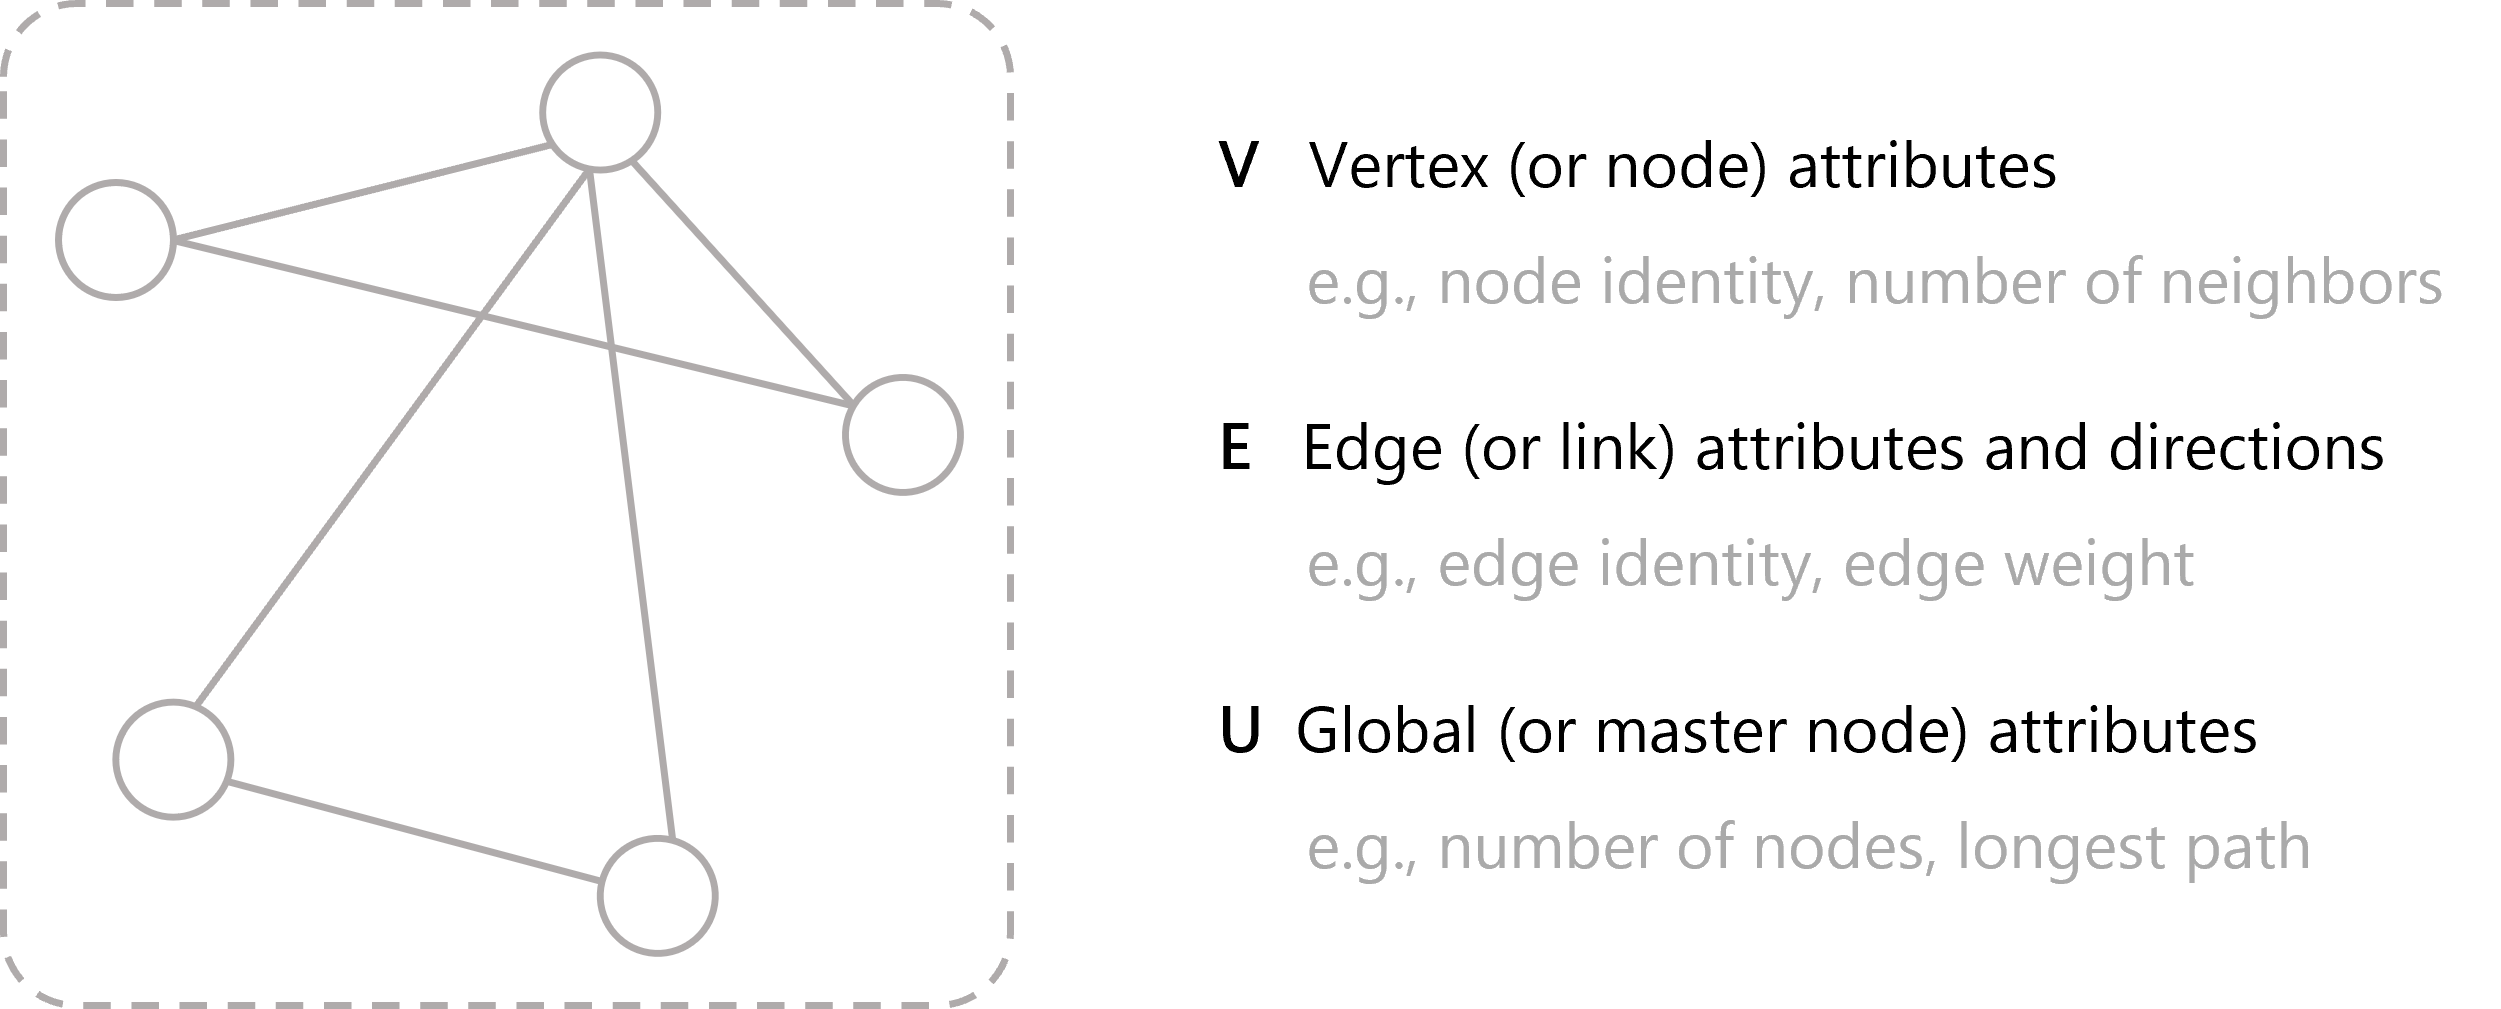 V Vertex (or node) attributes
e.g., node identity, number of neighbors
E Edge (or link) attributes and directions
e.g., edge identity, edge weight
U Global (or master node) attributes
e.g., number of nodes, longest path